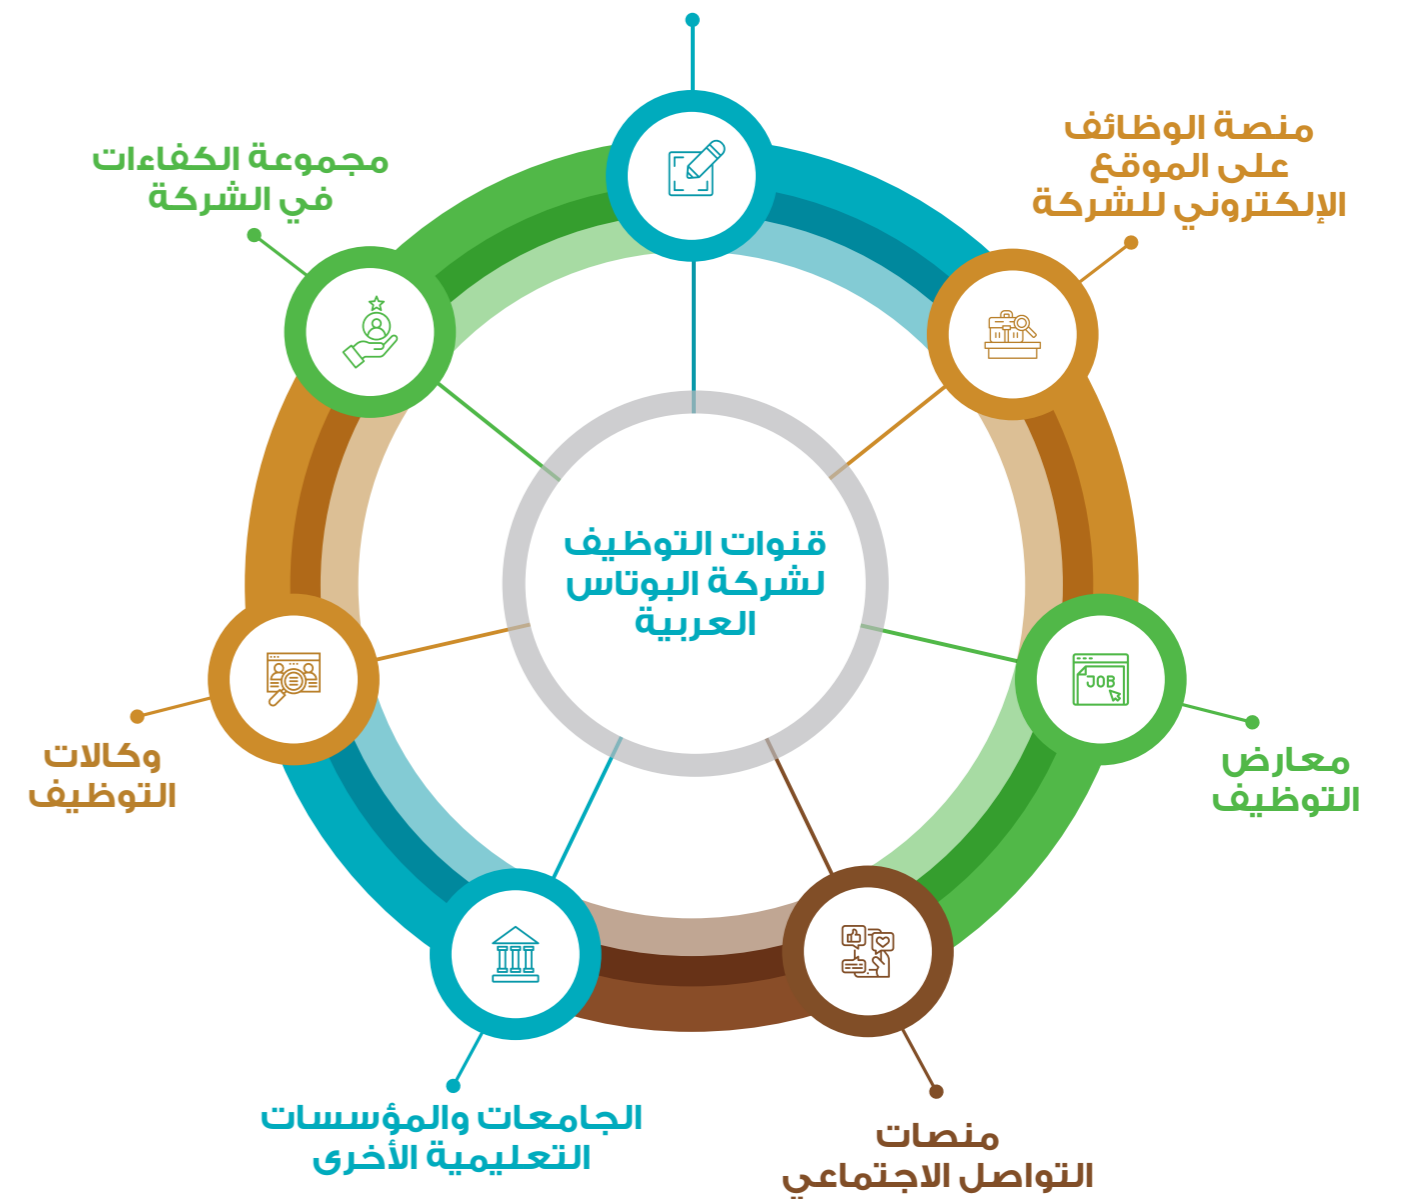 منصة الوظائف
على الموقع
الإلكتروني للشركة
مجموعة الكفاءات
في الشركة
قنوات التوظيف
لشركة البوتاس
العربية
JOB
معارض
التوظيف
وكالات
التوظيف
الجامعات والمؤسسات
التعليمية الأخرى
منصات
التواصل الاجتماعي